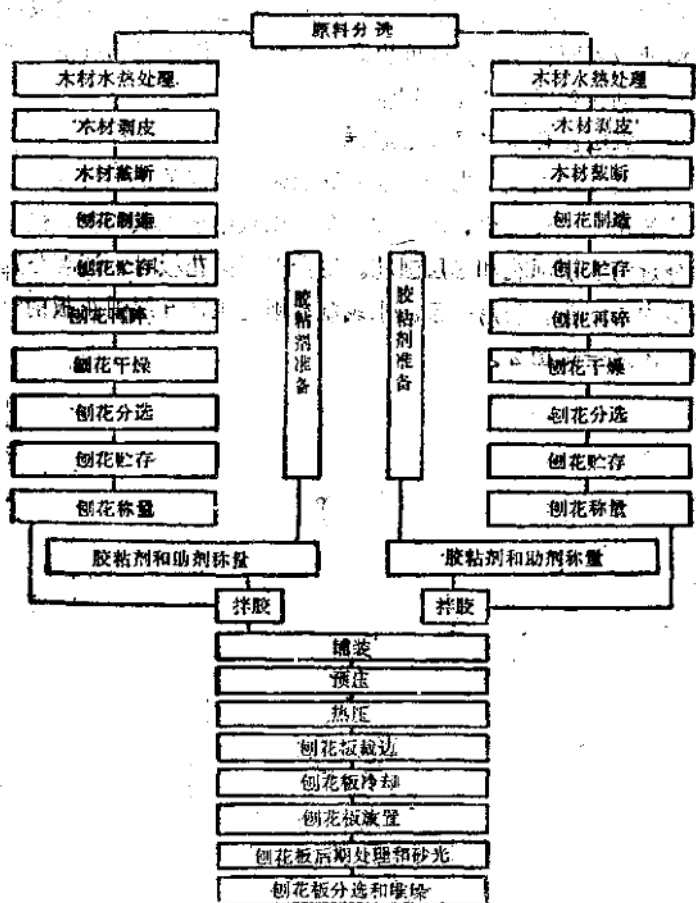 原料分选
木材水热处理
木材剥皮
木材截断
刨花制造
刨花贮存
刨花再碎
刨花干燥
刨花分选
刨花贮存
刨花称量
胶粘剂准备
胶粘剂和助剂称量
拌胶
木材水热处理
木材剥皮
木材截断
刨花制造
刨花贮存
刨花再碎
刨花干燥
刨花分选
刨花贮存
刨花称量
胶粘剂准备
胶粘剂和助剂称量
拌胶
铺装
预压
热压
刨花板裁边
刨花板冷却
刨花板放置
刨花板后期处理和砂光
刨花板分选和堆垛